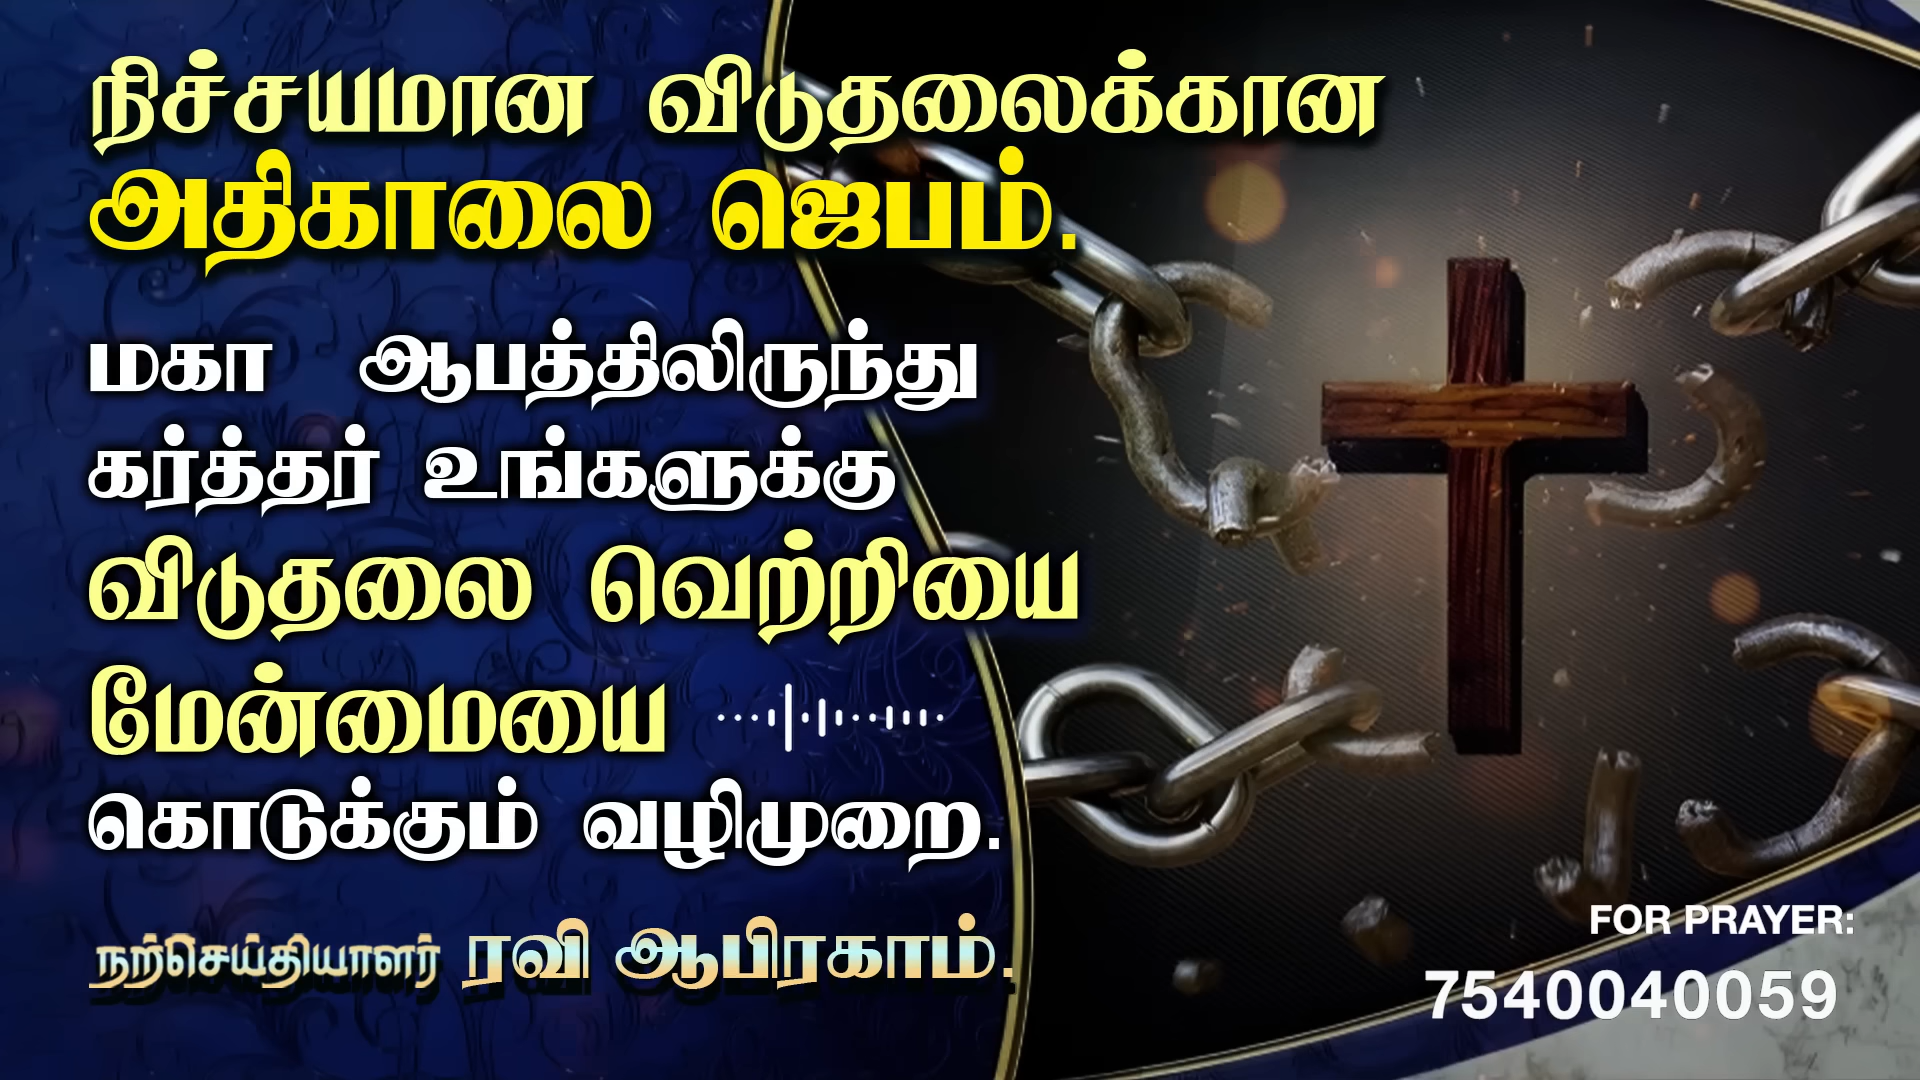 நிச்சயமான விடுதலைக்கான
அதிகாலை ஜெபம்.
மகா ஆபத்திலிருந்து
கர்த்தர் உங்களுக்கு
விடுதலை வெற்றியை
மேன்மையை
கொடுக்கும் வழிமுறை.
நற்செய்தியாளர் ரவி ஆபிரகாம்.
FOR PRAYER:
7540040059